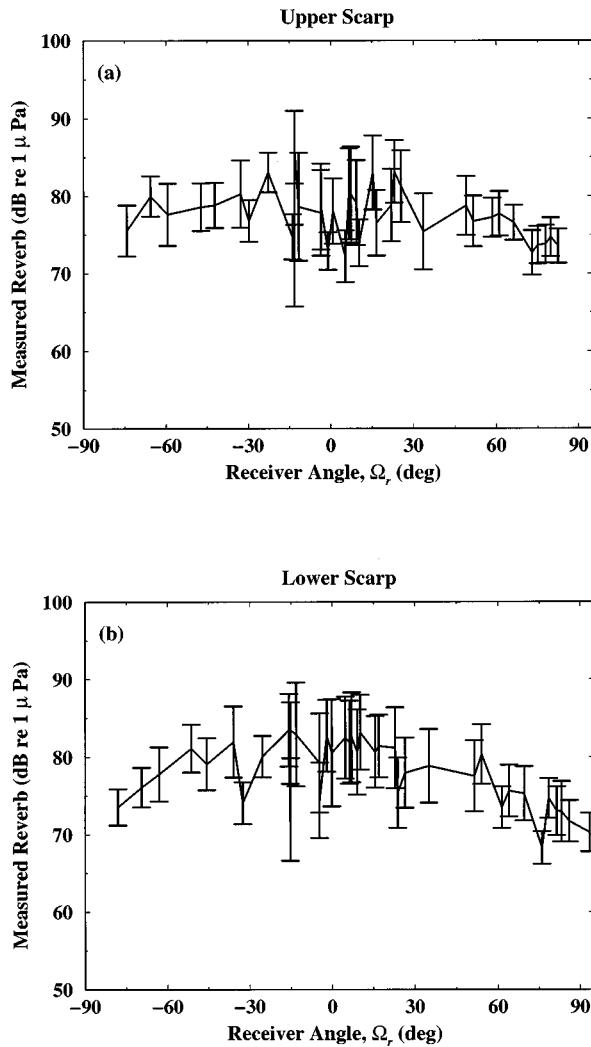 Upper Scarp
(a)
Measured Reverb (dB re 1 μ Pa)
100
90
80
70
60
50
−90 −60 −30 0 30 60 90
Receiver Angle, Ωr (deg)
Lower Scarp
(b)
Measured Reverb (dB re 1 μ Pa)
100
90
80
70
60
50
−90 −60 −30 0 30 60 90
Receiver Angle, Ωr (deg)